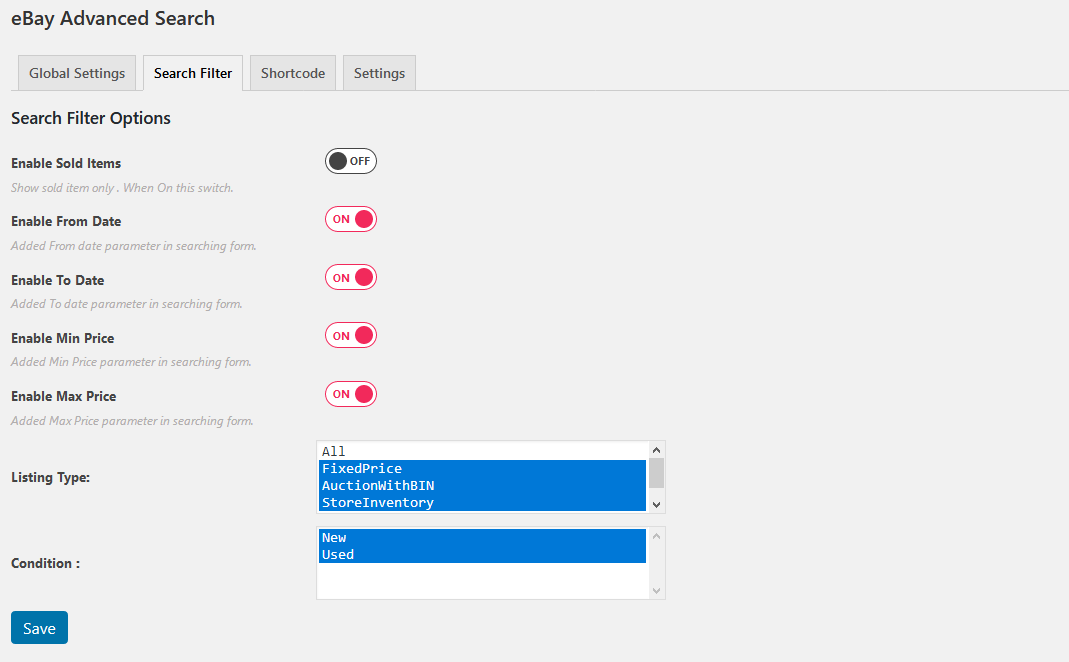 eBay Advanced Search
Global Settings Search Filter Shortcode Settings
Search Filter Options
Enable Sold Items OFF
Show sold item only . When On this switch.
Enable From Date ON
Added From date parameter in searching form.
Enable To Date ON
Added To date parameter in searching form.
Enable Min Price ON
Added Min Price parameter in searching form.
Enable Max Price ON
Added Max Price parameter in searching form.
Listing Type:
All
FixedPrice
AuctionWithBIN
StoreInventory
Condition :
New
Used
Save